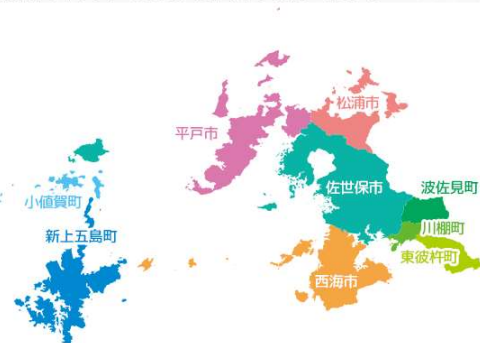 松浦市
平戸市
佐世保市
波佐見町
小値賀町
川棚町
新上五島町
東彼杵町
西海市